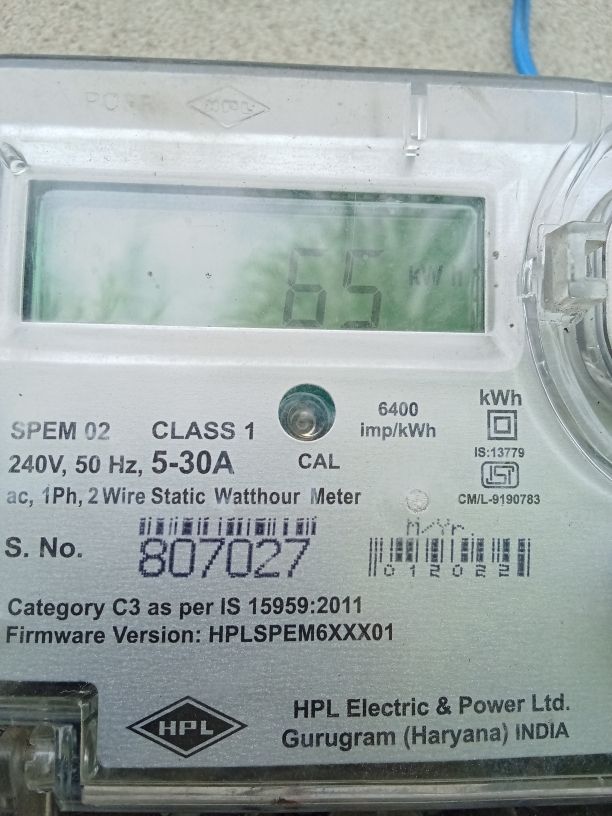 HPL
65 kWh
SPEM 02 CLASS 1
240V, 50 Hz, 5-30A
CAL
6400
imp/kWh
kWh
IS:13779
ISI
CM/L-9190783
ac, 1Ph, 2 Wire Static Watthour Meter
S. No. 807027
M/Yr
012022
Category C3 as per IS 15959:2011
Firmware Version: HPLSPEM6XXX01
HPL
HPL Electric & Power Ltd.
Gurugram (Haryana) INDIA